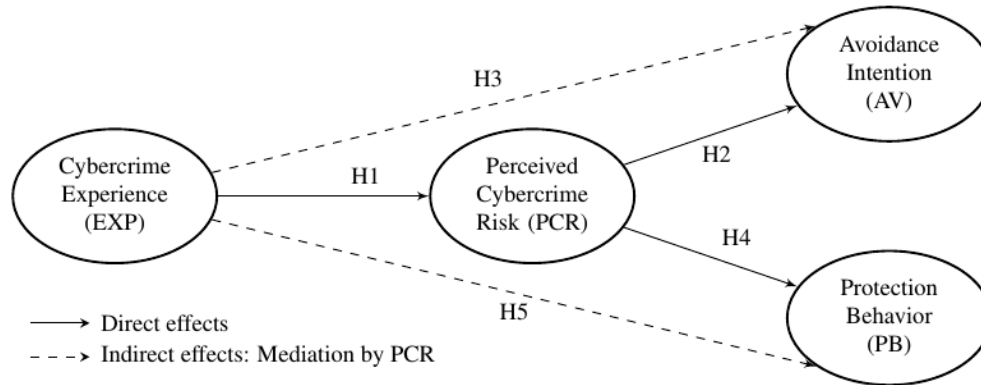 Avoidance
Intention
(AV)
H3
Cybercrime
Experience
(EXP)
H1
Perceived
Cybercrime
Risk (PCR)
H2
H4
H5
Protection
Behavior
(PB)
Direct effects
Indirect effects: Mediation by PCR